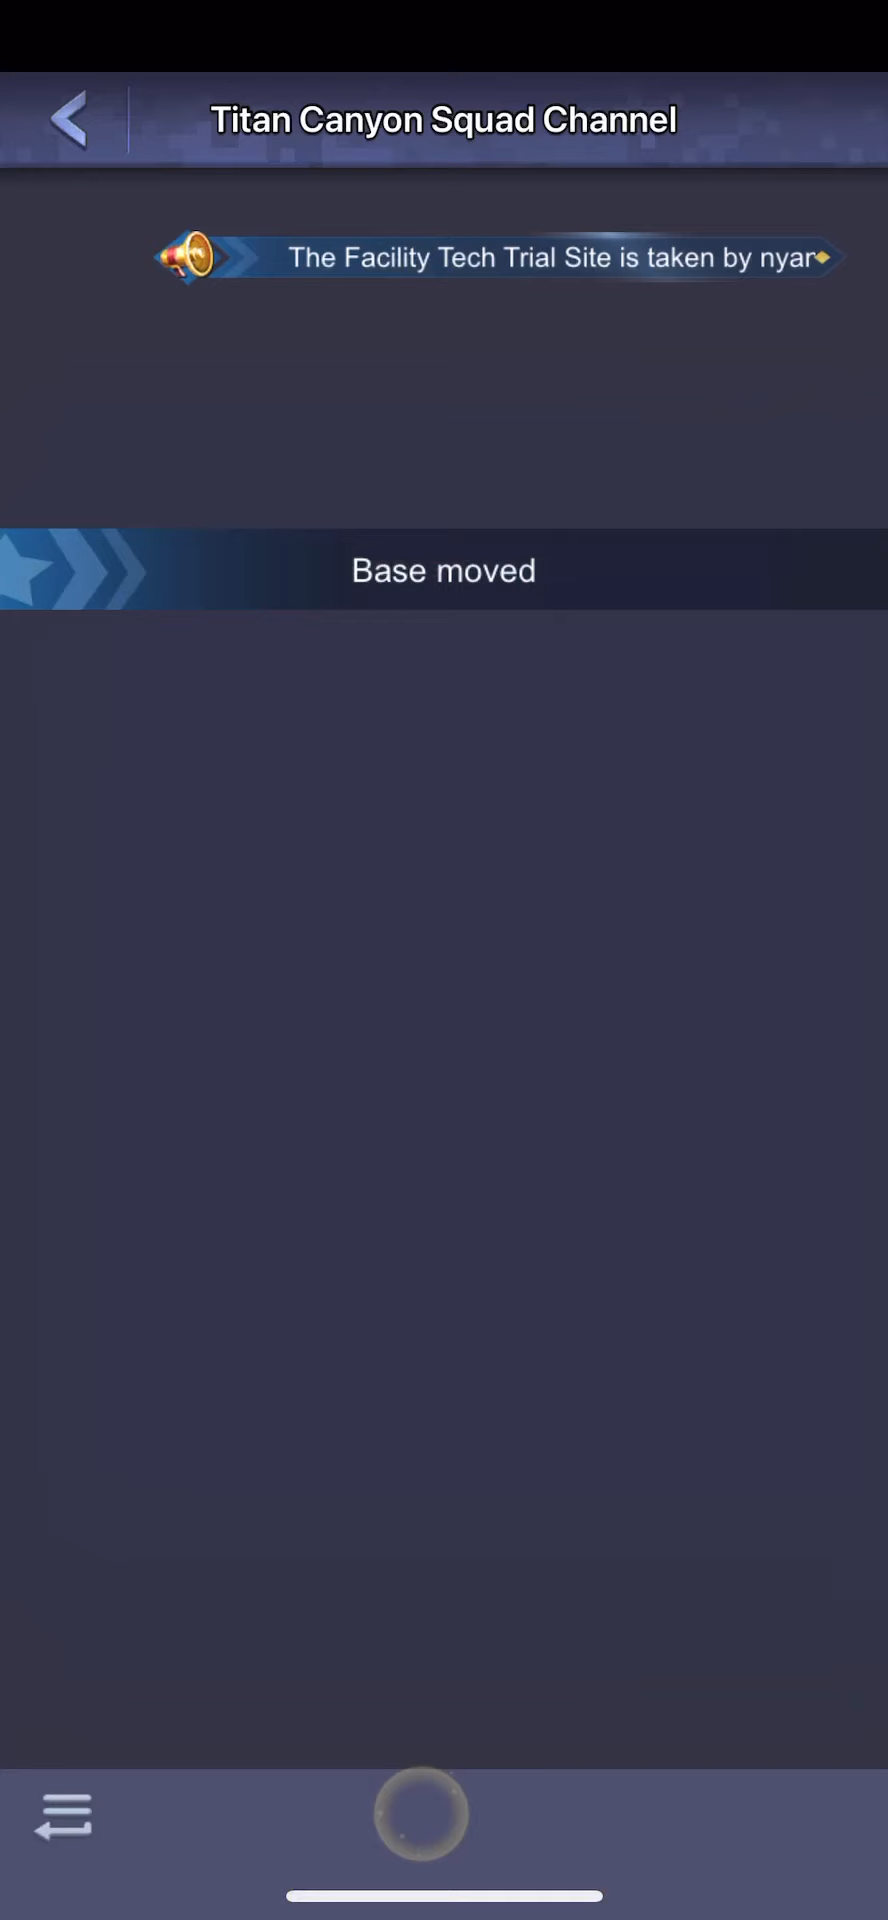 Titan Canyon Squad Channel
The Facility Tech Trial Site is taken by nyar
Base moved